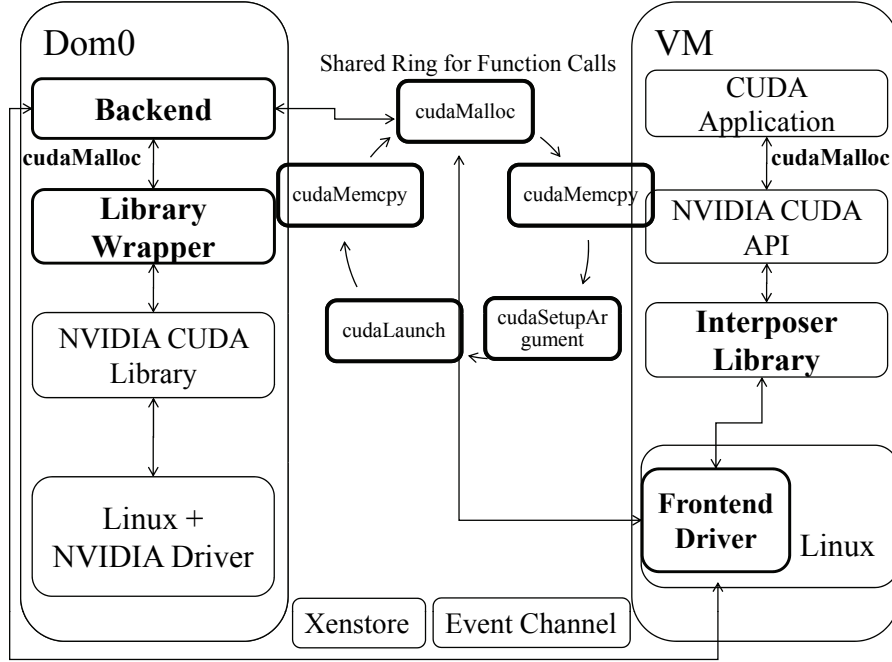 Dom0
Backend
cudaMalloc
Library
Wrapper
NVIDIA CUDA
Library
Linux +
NVIDIA Driver
Shared Ring for Function Calls
cudaMalloc
cudaMemcpy
cudaMemcpy
cudaLaunch
cudaSetupAr
gument
Xenstore
Event Channel
VM
CUDA
Application
cudaMalloc
NVIDIA CUDA
API
Interposer
Library
Frontend
Driver
Linux